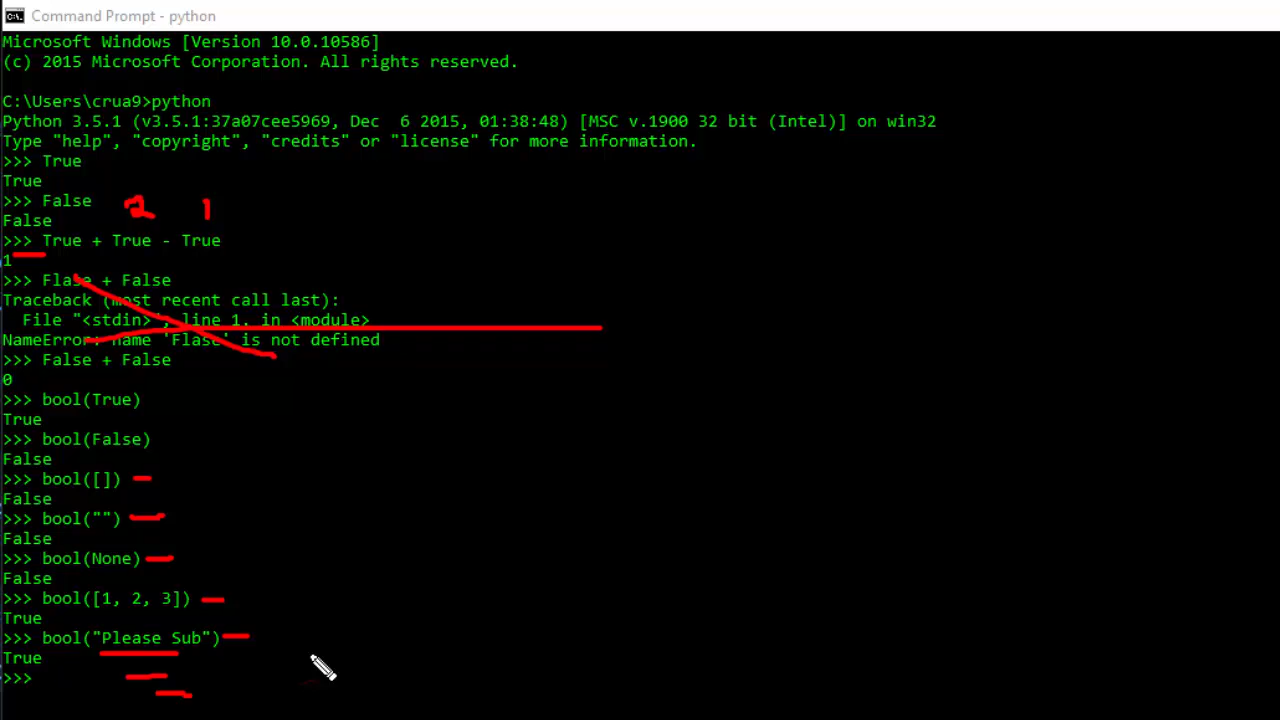 Command Prompt - python
Microsoft Windows [Version 10.0.10586]
(c) 2015 Microsoft Corporation. All rights reserved.
C:\Users\crua9>python
Python 3.5.1 (v3.5.1:37a07cee5969, Dec  6 2015, 01:38:48) [MSC v.1900 32 bit (Intel)] on win32
Type "help", "copyright", "credits" or "license" for more information.
>>> True
True
>>> False
2 1
False
>>> True + True - True
1
>>> Flase + False
Traceback (most recent call last):
  File "<stdin>", line 1, in <module>
NameError: name 'Flase' is not defined
>>> False + False
0
>>> bool(True)
True
>>> bool(False)
False
>>> bool([])
False
>>> bool("")
False
>>> bool(None)
False
>>> bool([1, 2, 3])
True
>>> bool("Please Sub")
True
>>>